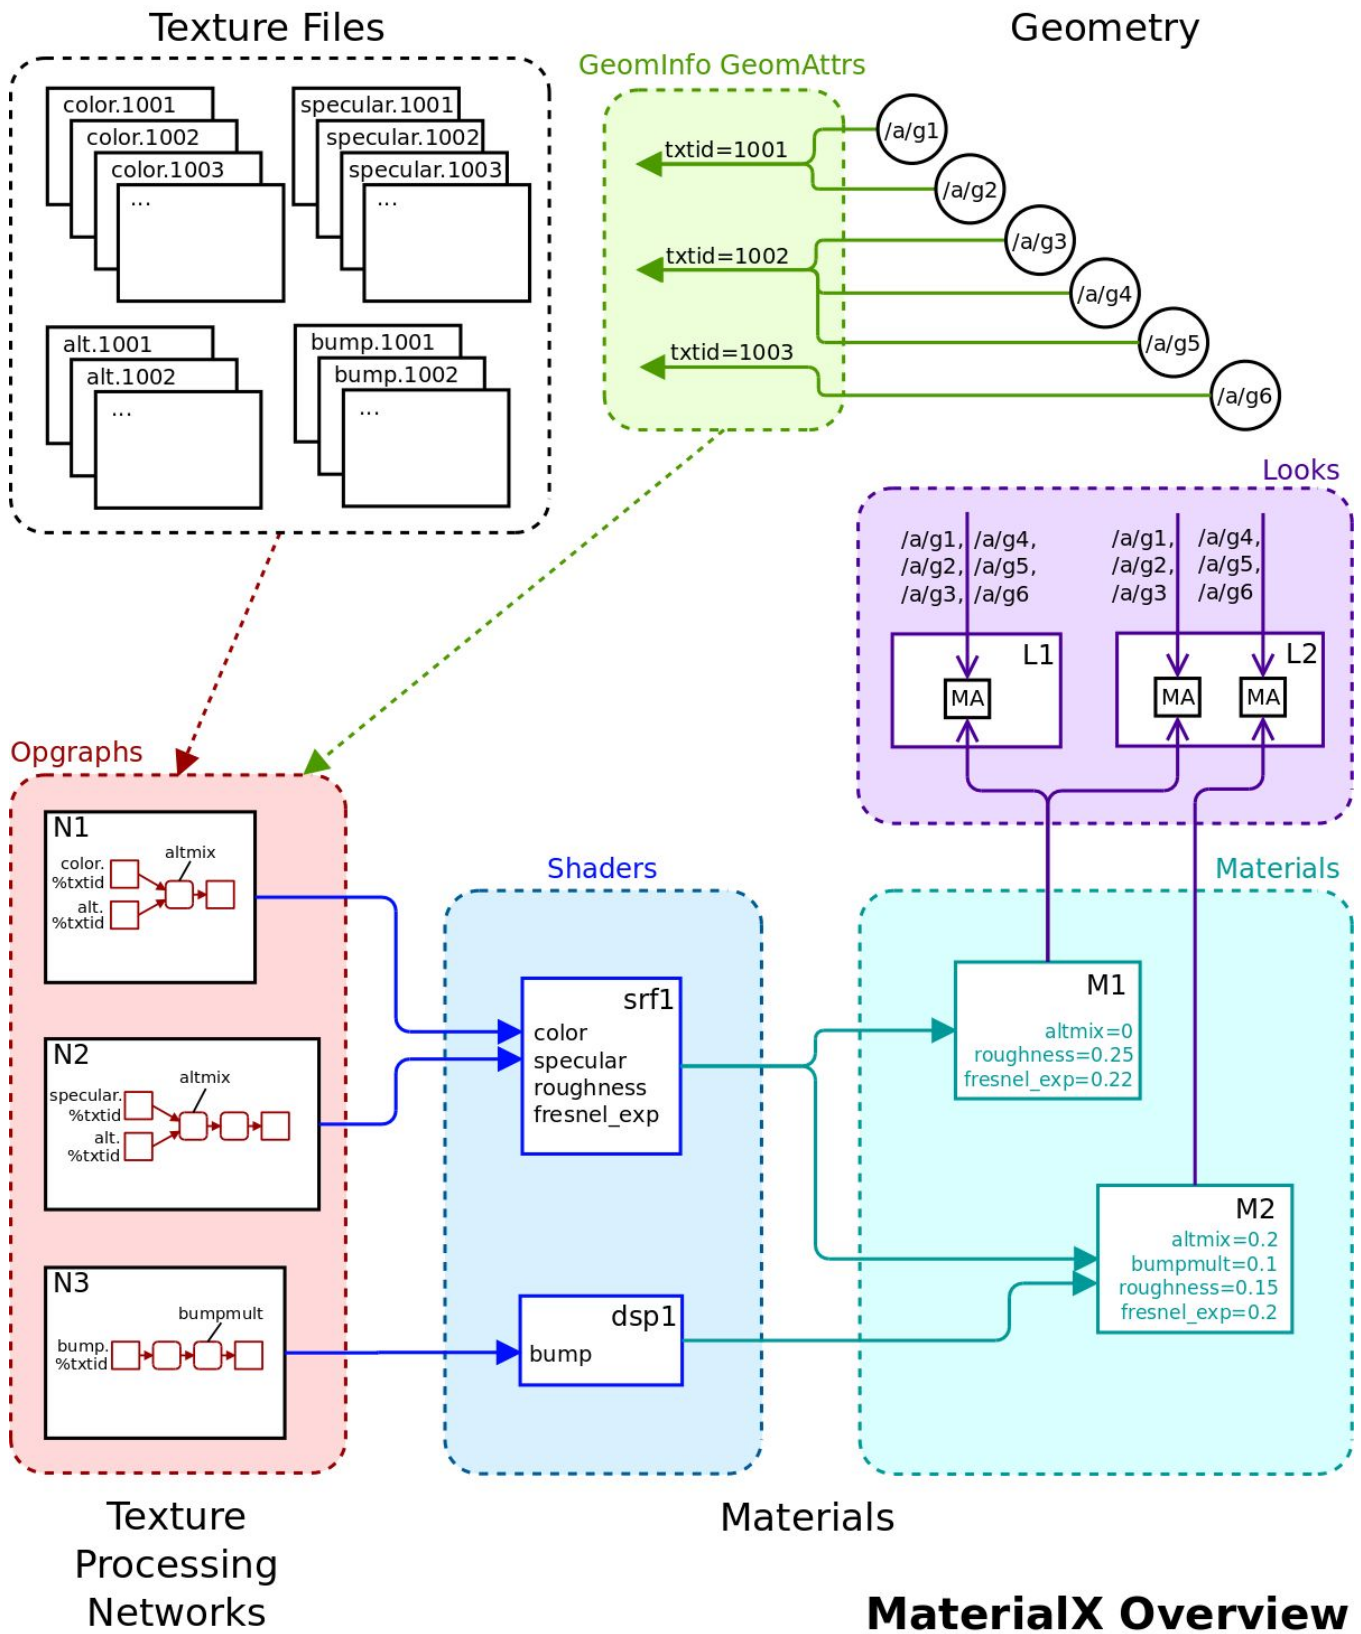 Texture Files
Geometry
GeomInfo GeomAttrs
color.1001
color.1002
color.1003
...
specular.1001
specular.1002
specular.1003
...
alt.1001
alt.1002
...
bump.1001
bump.1002
...
txtid=1001
txtid=1002
txtid=1003
/a/g1
/a/g2
/a/g3
/a/g4
/a/g5
/a/g6
Looks
/a/g1, /a/g4,
/a/g2, /a/g5,
/a/g3, /a/g6
L1
MA
/a/g1,
/a/g2,
/a/g3
/a/g4,
/a/g5,
/a/g6
L2
MA
MA
Opgraphs
N1
altmix
color.
%txtid
alt.
%txtid
N2
altmix
specular.
%txtid
alt.
%txtid
N3
bumpmult
bump.
%txtid
Shaders
srf1
color
specular
roughness
fresnel_exp
dsp1
bump
Materials
M1
altmix=0
roughness=0.25
fresnel_exp=0.22
M2
altmix=0.2
bumpmult=0.1
roughness=0.15
fresnel_exp=0.2
Texture
Processing
Networks
Materials
MaterialX Overview